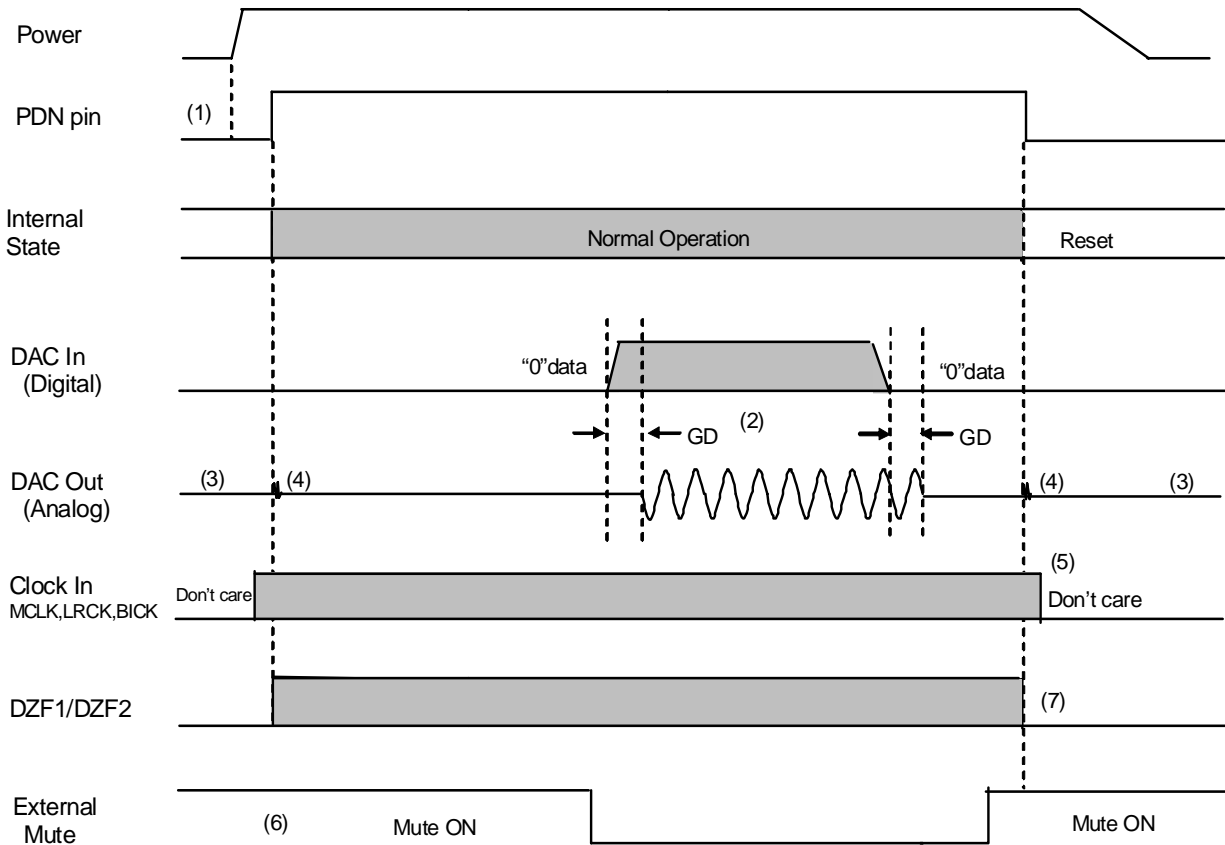 Power
PDN pin
(1)
Internal
State
Normal Operation
Reset
DAC In
(Digital)
“0”data
“0”data
(2)
GD
GD
DAC Out
(Analog)
(3)
(4)
(4)
(3)
Clock In
MCLK,LRCK,BICK
Don’t care
(5)
Don’t care
DZF1/DZF2
(7)
External
Mute
(6)
Mute ON
Mute ON